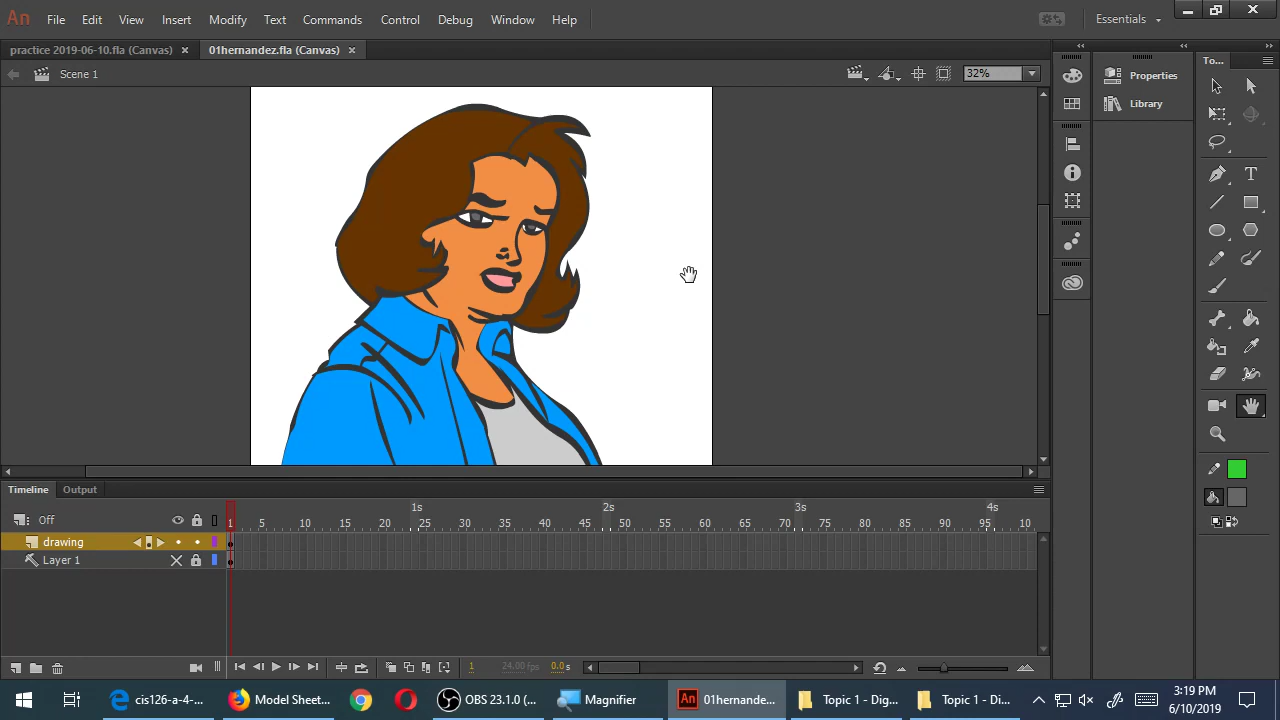 An File Edit View Insert Modify Text Commands Control Debug Window Help Essentials
practice 2019-06-10.fla (Canvas) × 01hernandez.fla (Canvas) ×
Scene 1 32%
To...
Properties
Library
Timeline Output
1s 2s 3s 4s
Off 1 5 10 15 20 25 30 35 40 45 50 55 60 65 70 75 80 85 90 95 10
drawing
Layer 1
1 24.00 fps 0.0 s
cis126-a-4-... Model Sheet... OBS 23.1.0 (... Magnifier An 01hernande... Topic 1 - Dig... Topic 1 - Di...
3:19 PM
6/10/2019